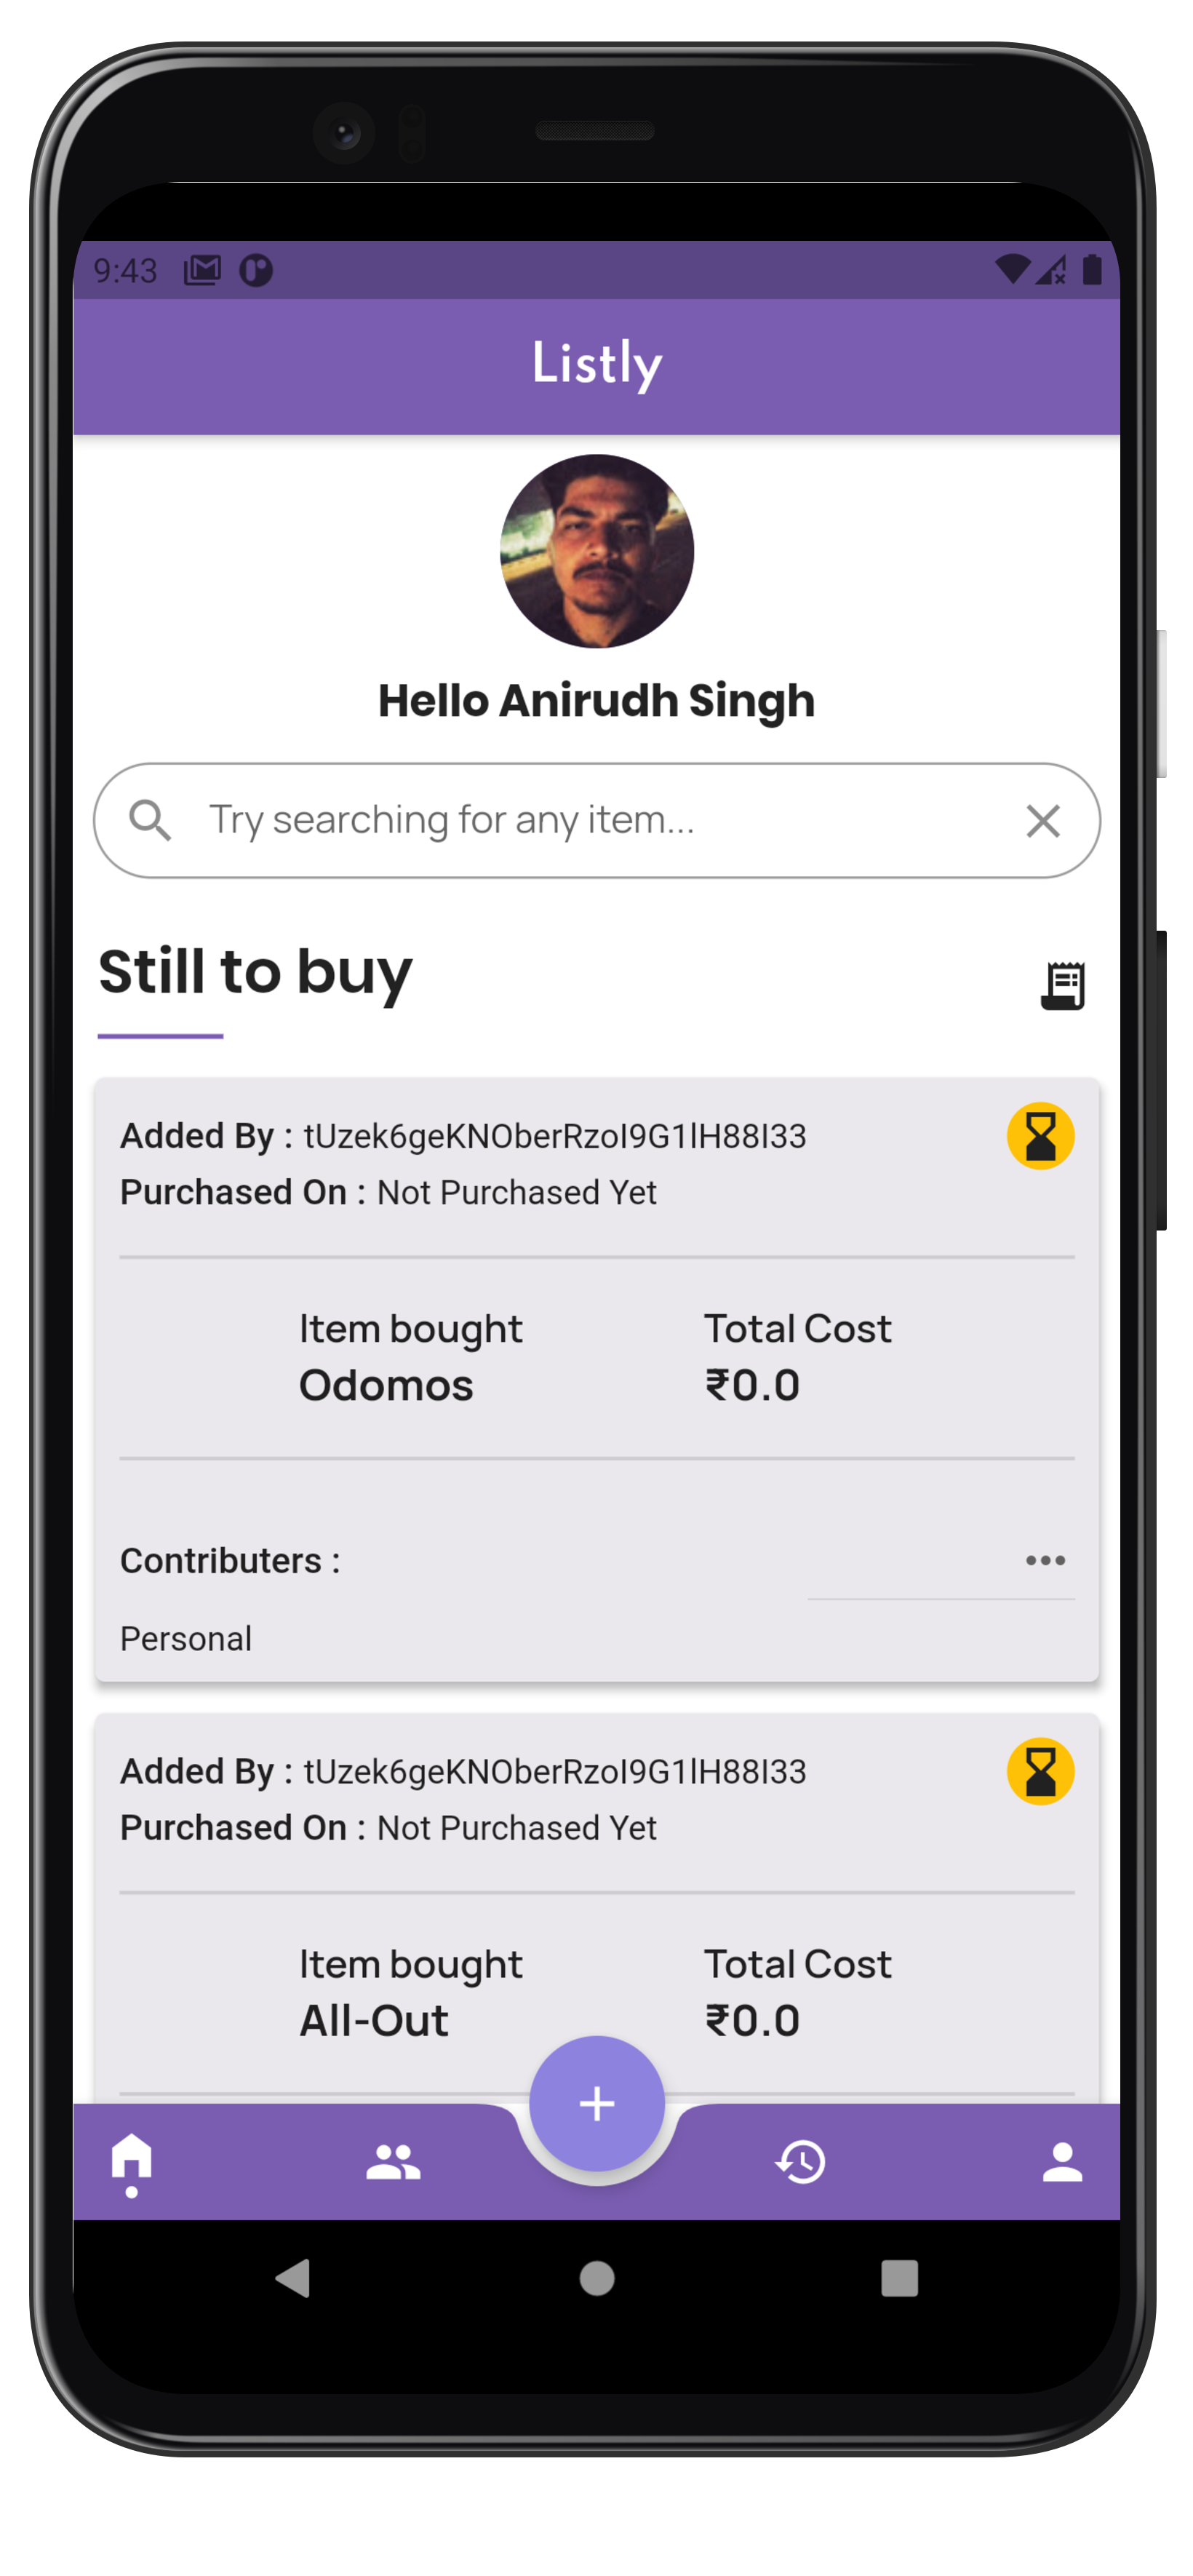 9:43
Listly
Hello Anirudh Singh
Try searching for any item...
Still to buy
Added By : tUzek6geKNOberRzoI9G1lH88I33
Purchased On : Not Purchased Yet
Item bought Total Cost
Odomos ₹0.0
Contributers :
Personal
Added By : tUzek6geKNOberRzoI9G1lH88I33
Purchased On : Not Purchased Yet
Item bought Total Cost
All-Out ₹0.0